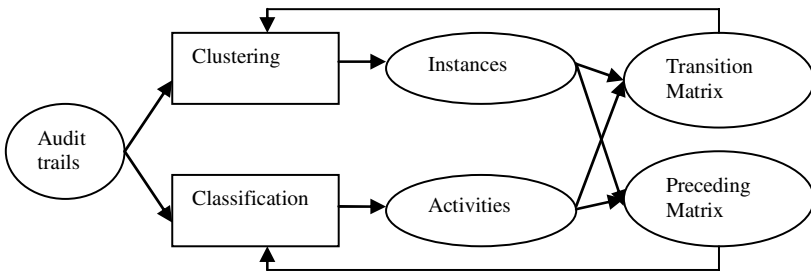 Clustering
Instances
Transition
Matrix
Audit
trails
Classification
Activities
Preceding
Matrix